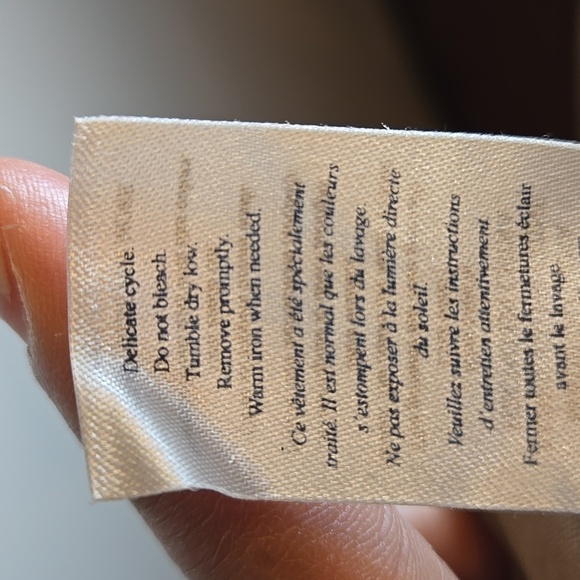 Delicate cycle.
Do not bleach.
Tumble dry low.
Remove promptly.
Warm iron when needed.
Ce vêtement a été spécialement
traité. Il est normal que les couleurs
s'estompent lors du lavage.
Ne pas exposer à la lumière directe
du soleil.
Veuillez suivre les instructions
d'entretien attentivement.
Fermer toutes le fermetures éclair
avant le lavage